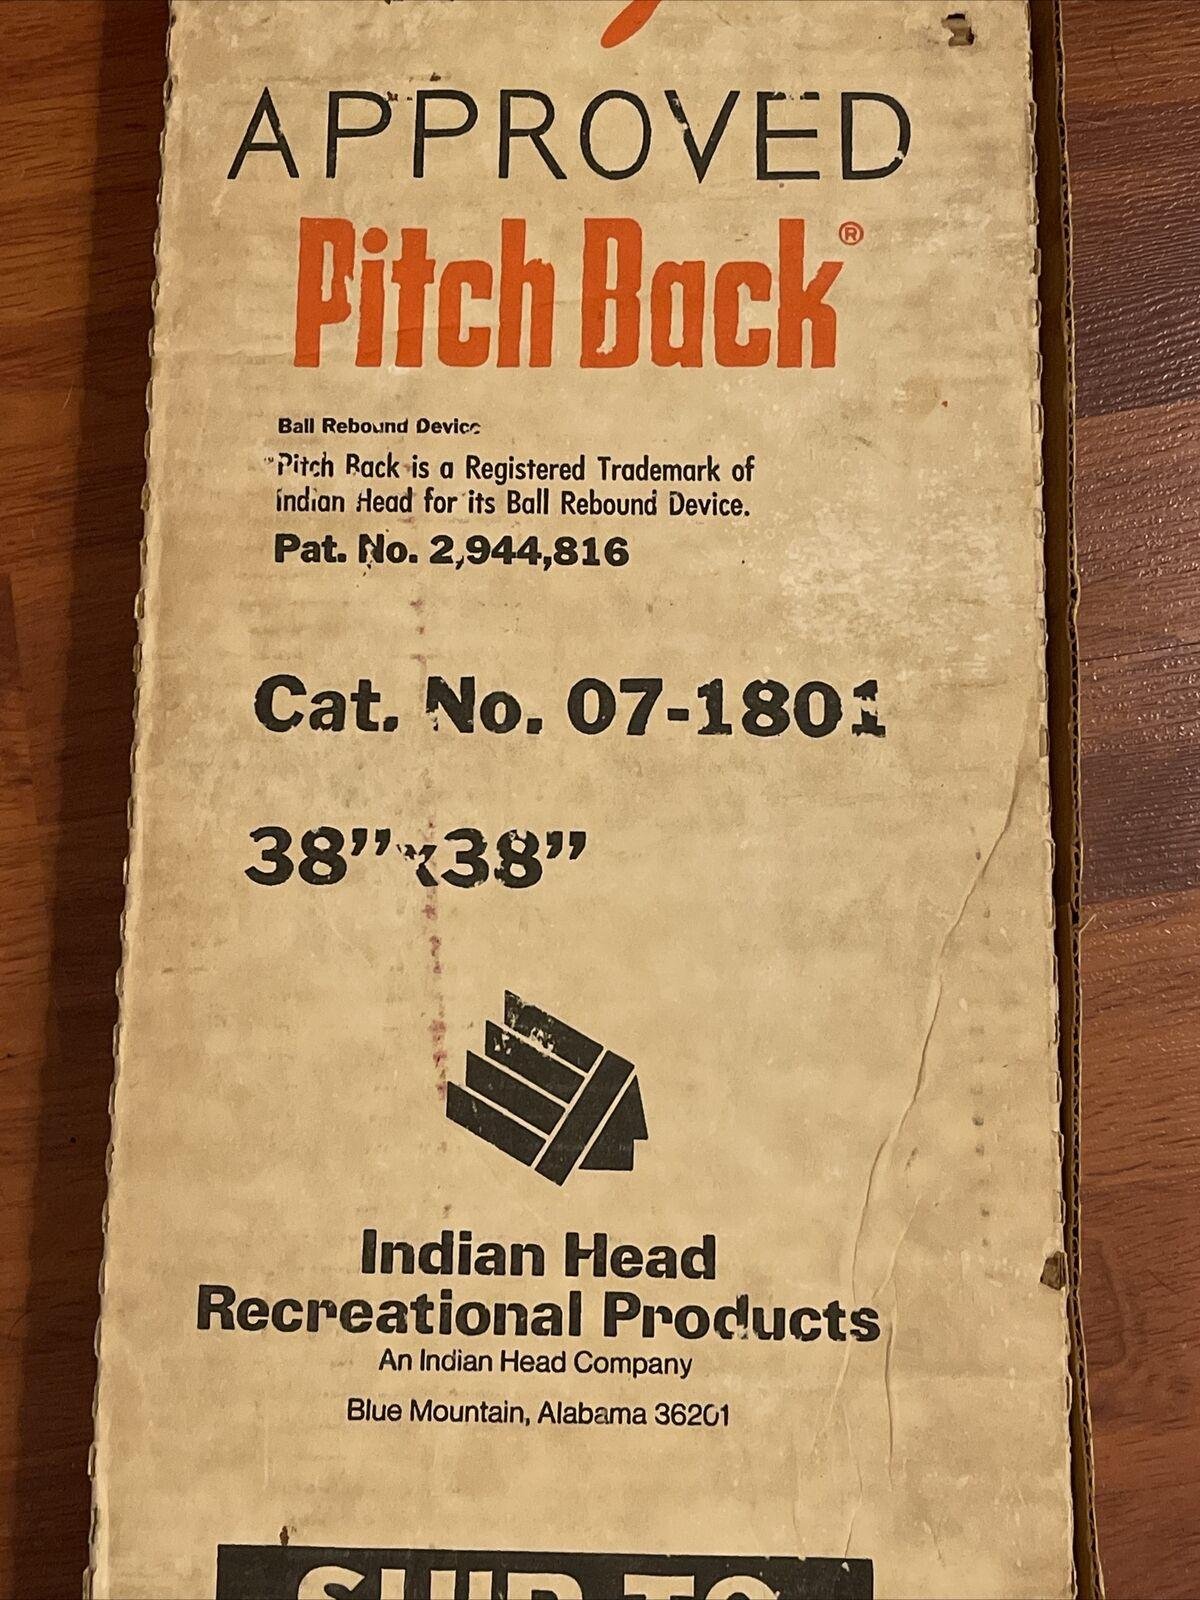 APPROVED
Pitch Back®
Ball Rebound Device
"Pitch Back is a Registered Trademark of
Indian Head for its Ball Rebound Device.
Pat. No. 2,944,816
Cat. No. 07-1801
38”x38”
Indian Head
Recreational Products
An Indian Head Company
Blue Mountain, Alabama 36201
SHIP TO